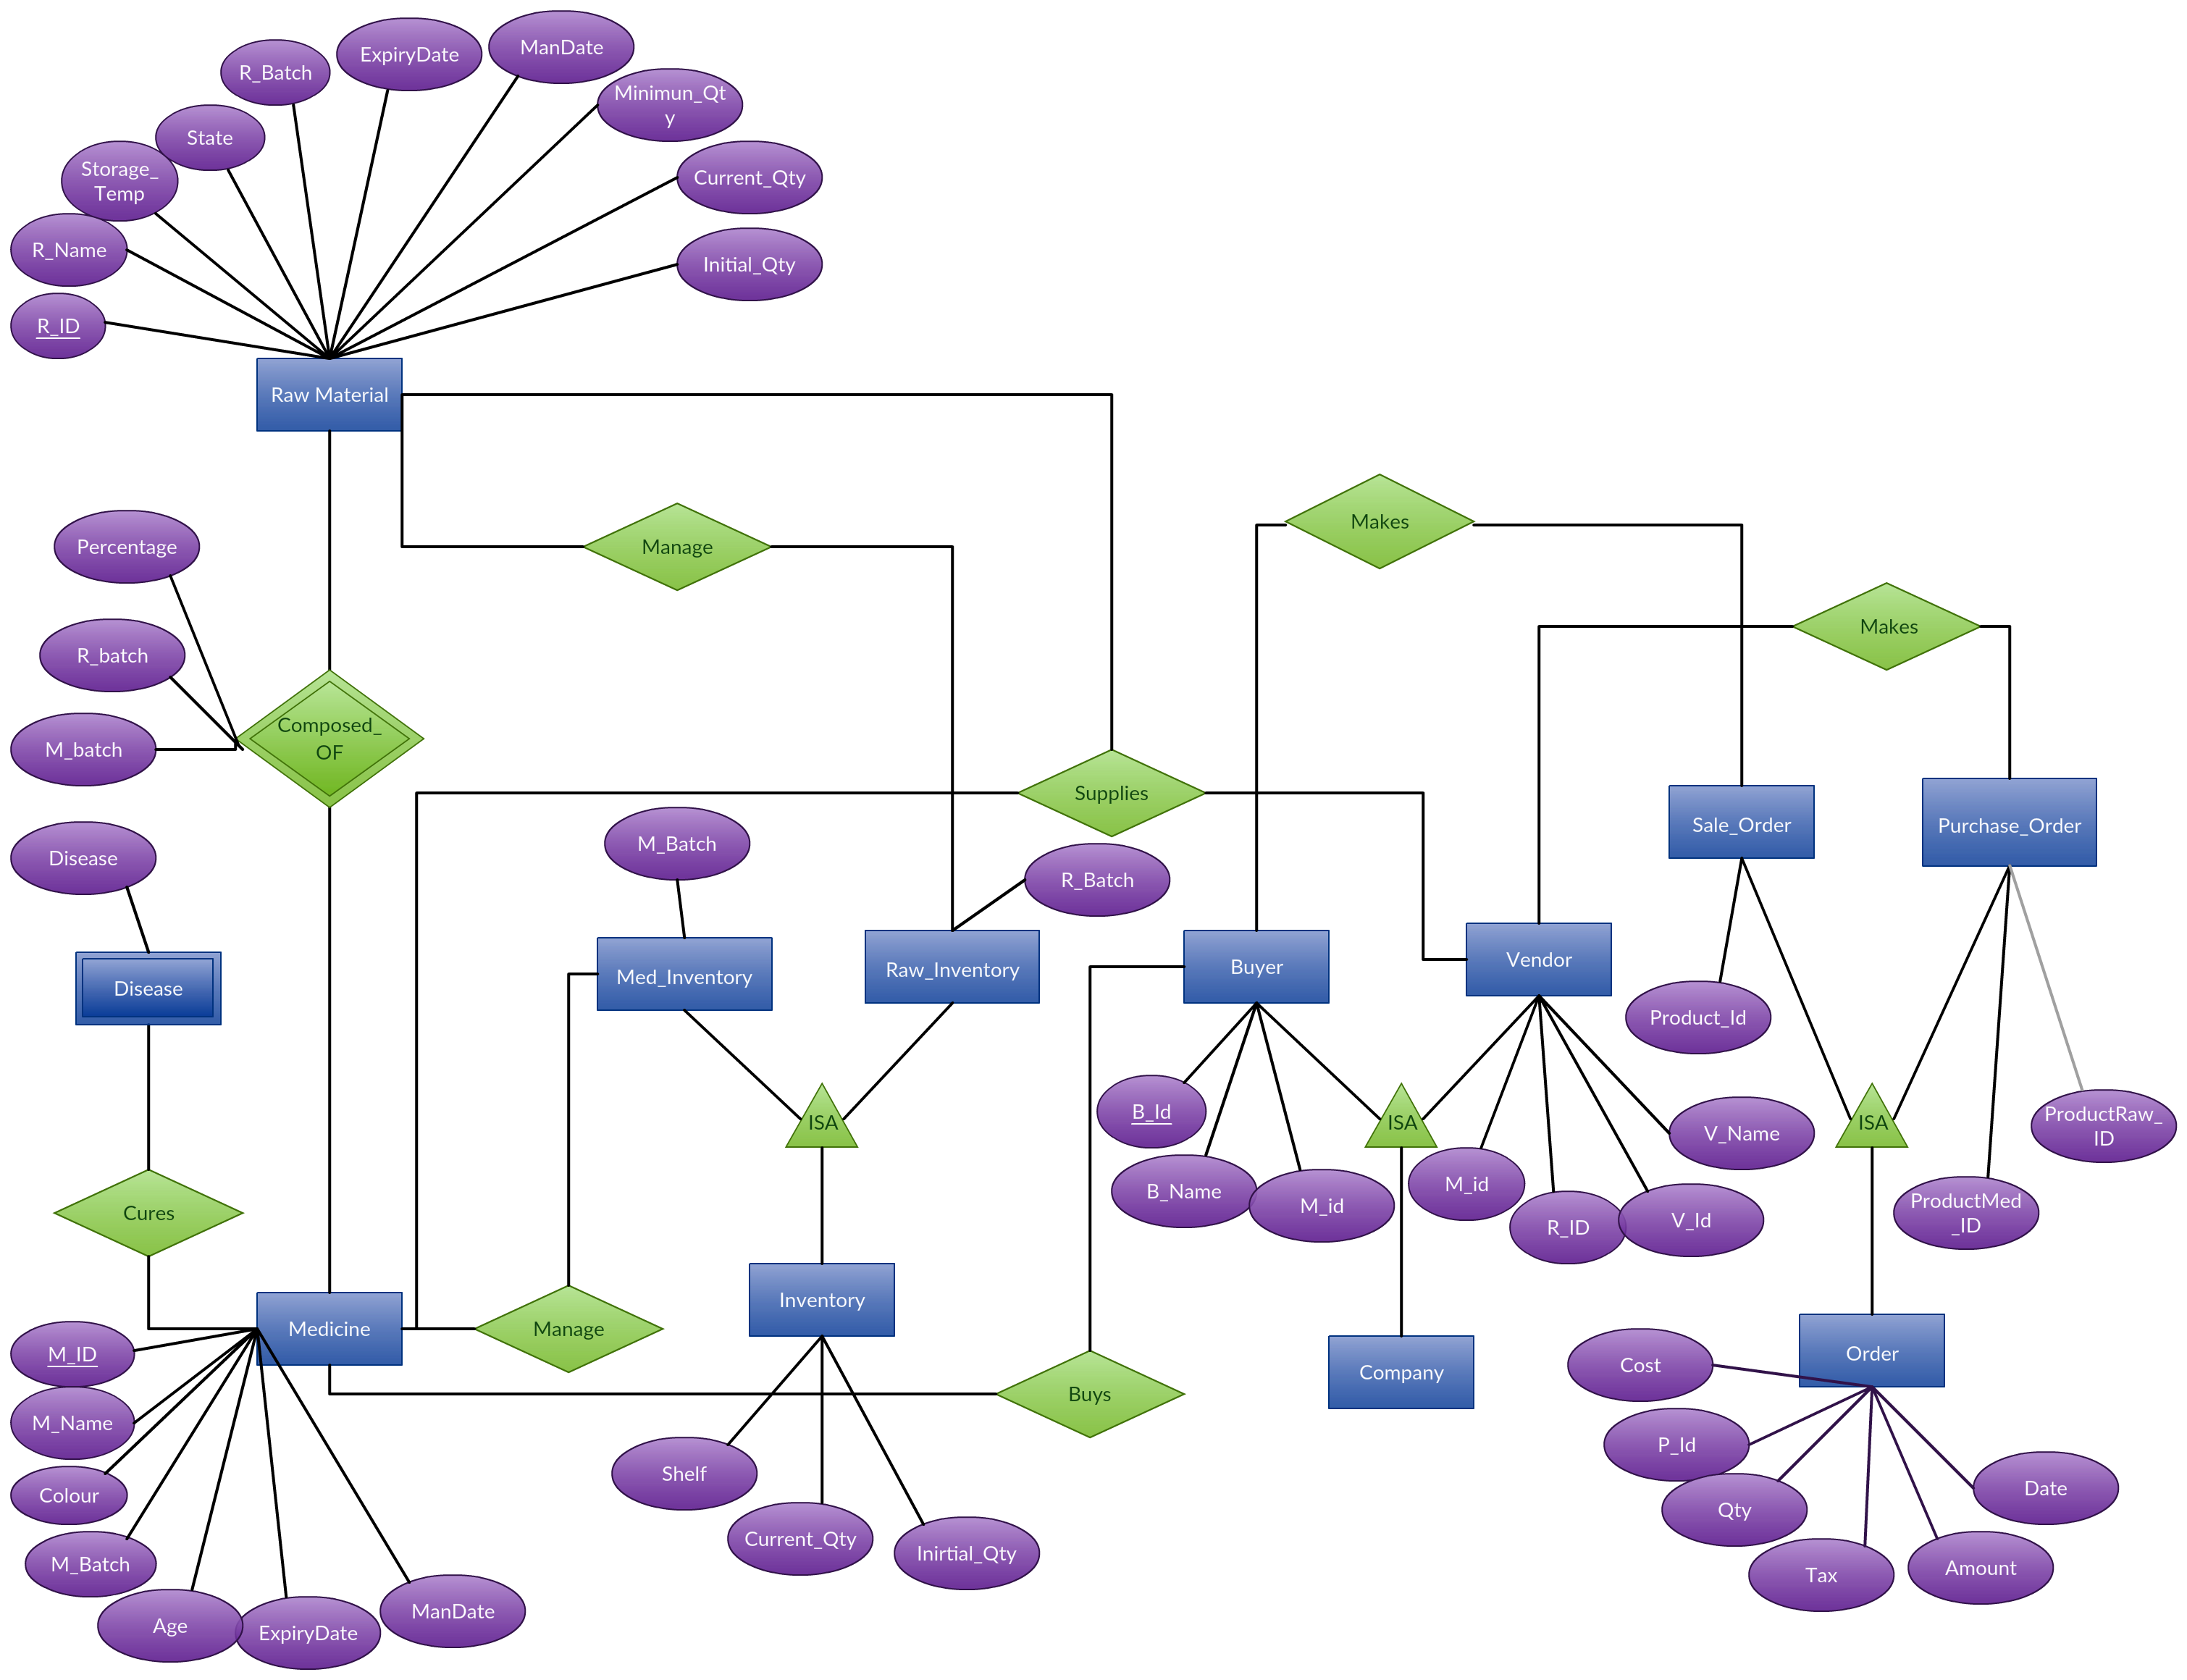 ManDate
ExpiryDate
R_Batch
Minimun_Qt
y
State
Storage_
Temp
Current_Qty
R_Name
Initial_Qty
R_ID
Raw Material
Makes
Percentage
Manage
Makes
R_batch
Composed_
OF
M_batch
Supplies
Sale_Order
Purchase_Order
M_Batch
Disease
R_Batch
Disease
Med_Inventory
Raw_Inventory
Buyer
Vendor
Product_Id
ISA
B_Id
ISA
V_Name
ISA
ProductRaw_
ID
Cures
B_Name
M_id
M_id
R_ID
V_Id
ProductMed
_ID
Inventory
Medicine
Manage
M_ID
Company
Order
Cost
Buys
M_Name
P_Id
Shelf
Colour
Qty
Date
Current_Qty
Inirtial_Qty
M_Batch
Tax
Amount
Age
ExpiryDate
ManDate